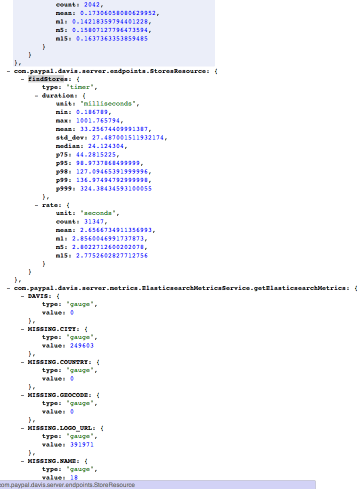 count: 2042,
mean: 0.17306058080629952,
m1: 0.14218359794401228,
m5: 0.15807127796473594,
m15: 0.1637363353859485
}
}
},
- com.paypal.davis.server.endpoints.StoresResource: {
- findStores: {
type: "timer",
- duration: {
unit: "milliseconds",
min: 0.186789,
max: 1001.765794,
mean: 33.25674409991387,
std_dev: 27.487001511932174,
median: 24.124304,
p75: 44.2815225,
p95: 98.9737868499999,
p98: 127.09465391999996,
p99: 136.97494792999998,
p999: 324.38434593100055
},
- rate: {
unit: "seconds",
count: 31347,
mean: 2.6566734911356993,
m1: 2.8560046991737873,
m5: 2.8022712600202078,
m15: 2.7752602827712756
}
}
},
- com.paypal.davis.server.metrics.ElasticsearchMetricsService.getElasticsearchMetrics: {
- DAVIS: {
type: "gauge",
value: 0
},
- MISSING.CITY: {
type: "gauge",
value: 249603
},
- MISSING.COUNTRY: {
type: "gauge",
value: 0
},
- MISSING.GEOCODE: {
type: "gauge",
value: 0
},
- MISSING.LOGO_URL: {
type: "gauge",
value: 391971
},
- MISSING.NAME: {
type: "gauge",
value: 18
com.paypal.davis.server.endpoints.StoreResource